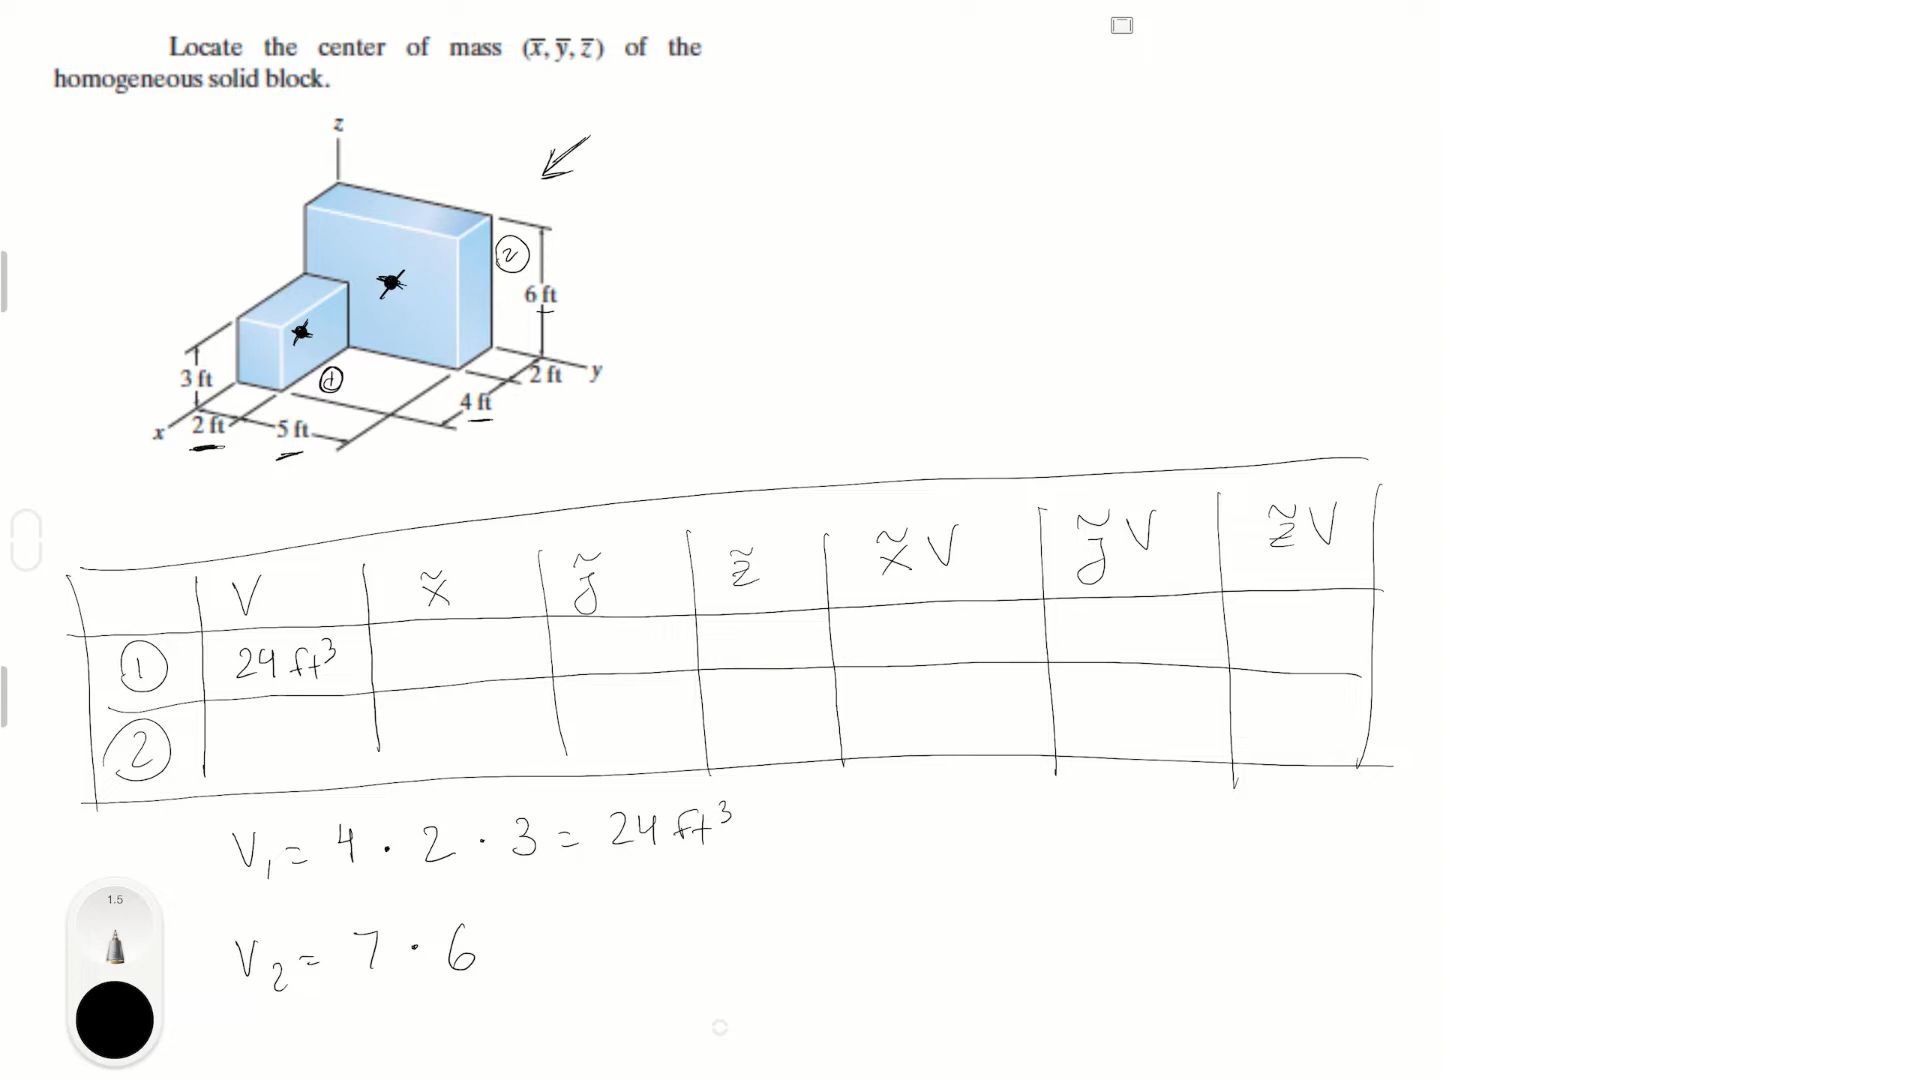 Locate the center of mass (x̅, y̅, z̅) of the
homogeneous solid block.
z
②
6 ft
3 ft
①
2 ft
y
4 ft
x
2 ft
5 ft
V x̃ ỹ z̃ x̃V ỹV z̃V
① 24 ft³
②
V₁ = 4 · 2 · 3 = 24 ft³
V₂ = 7 · 6
1.5